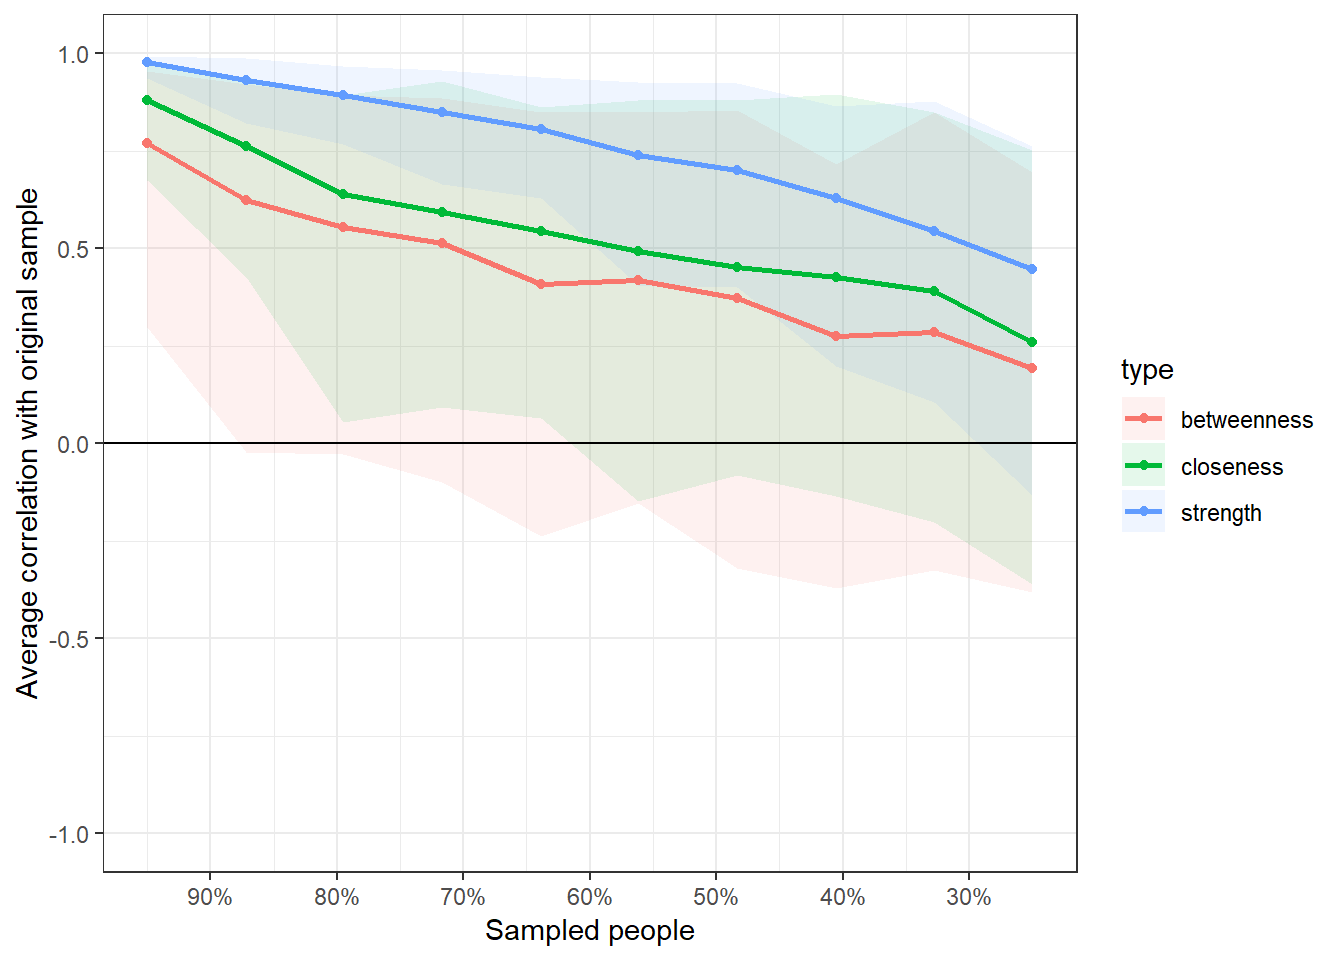 Average correlation with original sample
1.0
0.5
0.0
-0.5
-1.0
90% 80% 70% 60% 50% 40% 30%
Sampled people
type
betweenness
closeness
strength